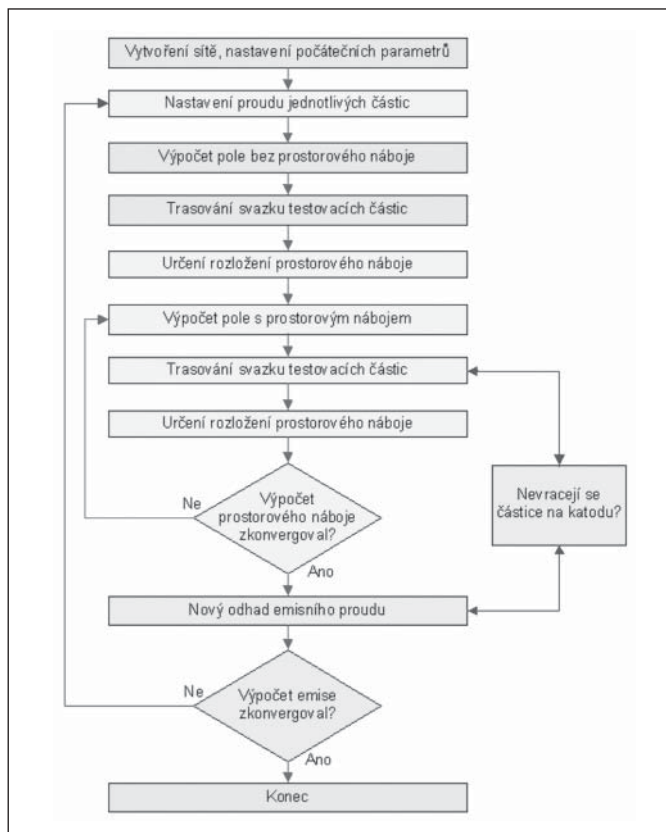 Vytvoření sítě, nastavení počátečních parametrů
Nastavení proudu jednotlivých částic
Výpočet pole bez prostorového náboje
Trasování svazku testovacích částic
Určení rozložení prostorového náboje
Výpočet pole s prostorovým nábojem
Trasování svazku testovacích částic
Určení rozložení prostorového náboje
Ne
Výpočet
prostorového náboje
zkonvergoval?
Nevracejí se
částice na katodu?
Ano
Nový odhad emisního proudu
Ne
Výpočet emise
zkonvergoval?
Ano
Konec